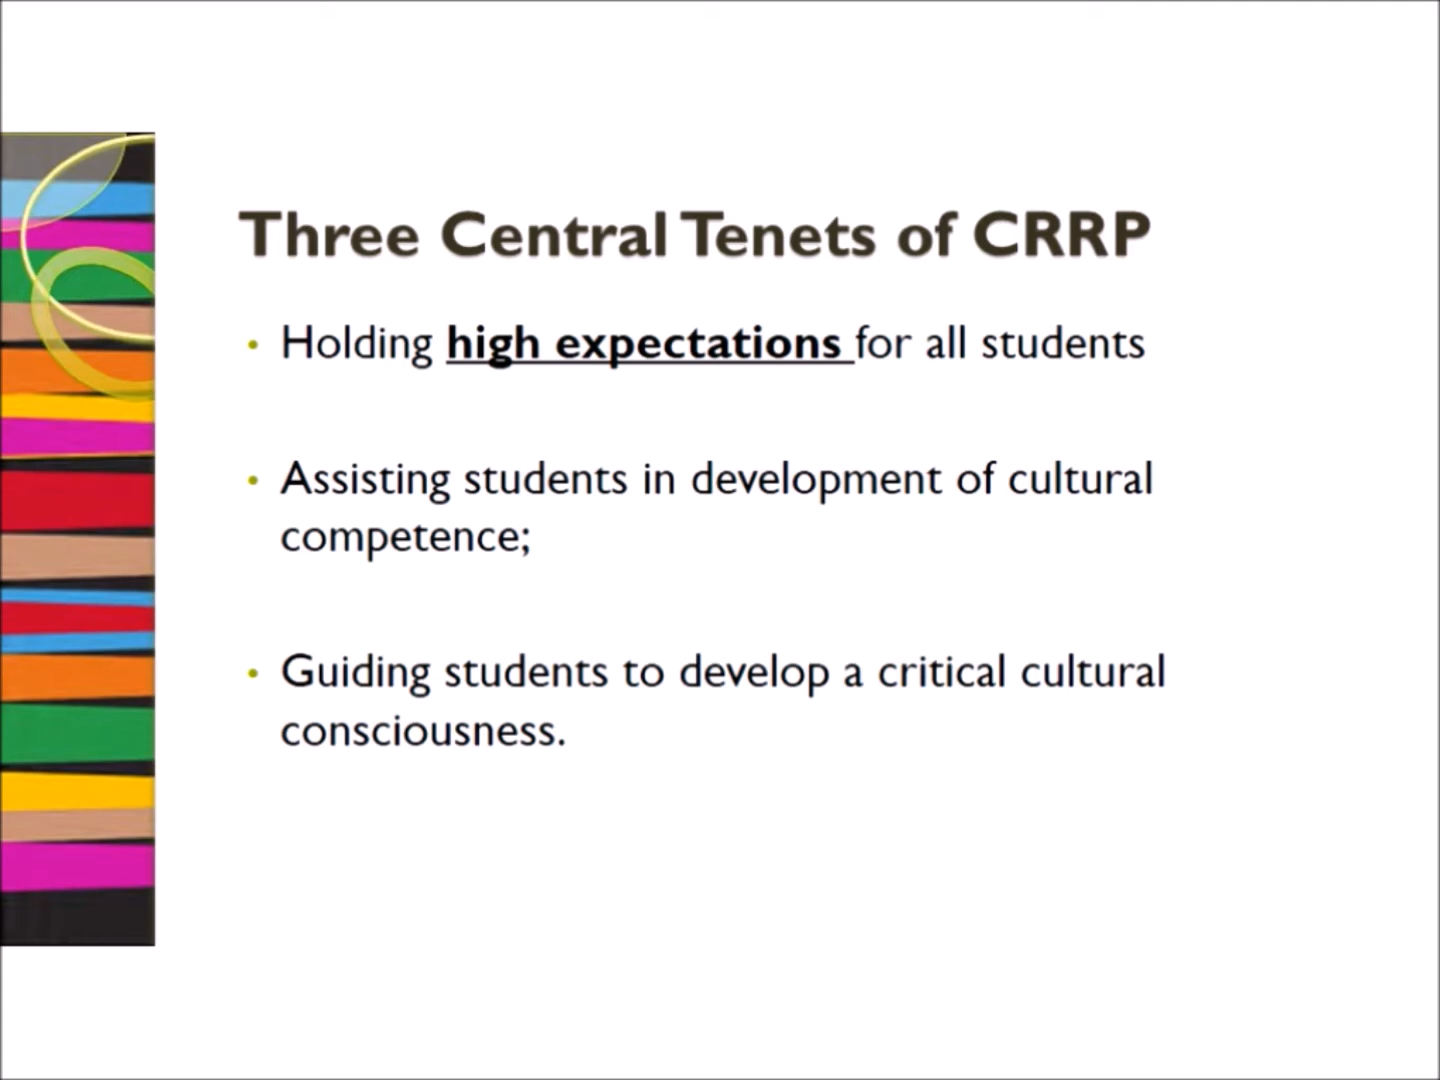 Three Central Tenets of CRRP
• Holding high expectations for all students
• Assisting students in development of cultural
competence;
• Guiding students to develop a critical cultural
consciousness.